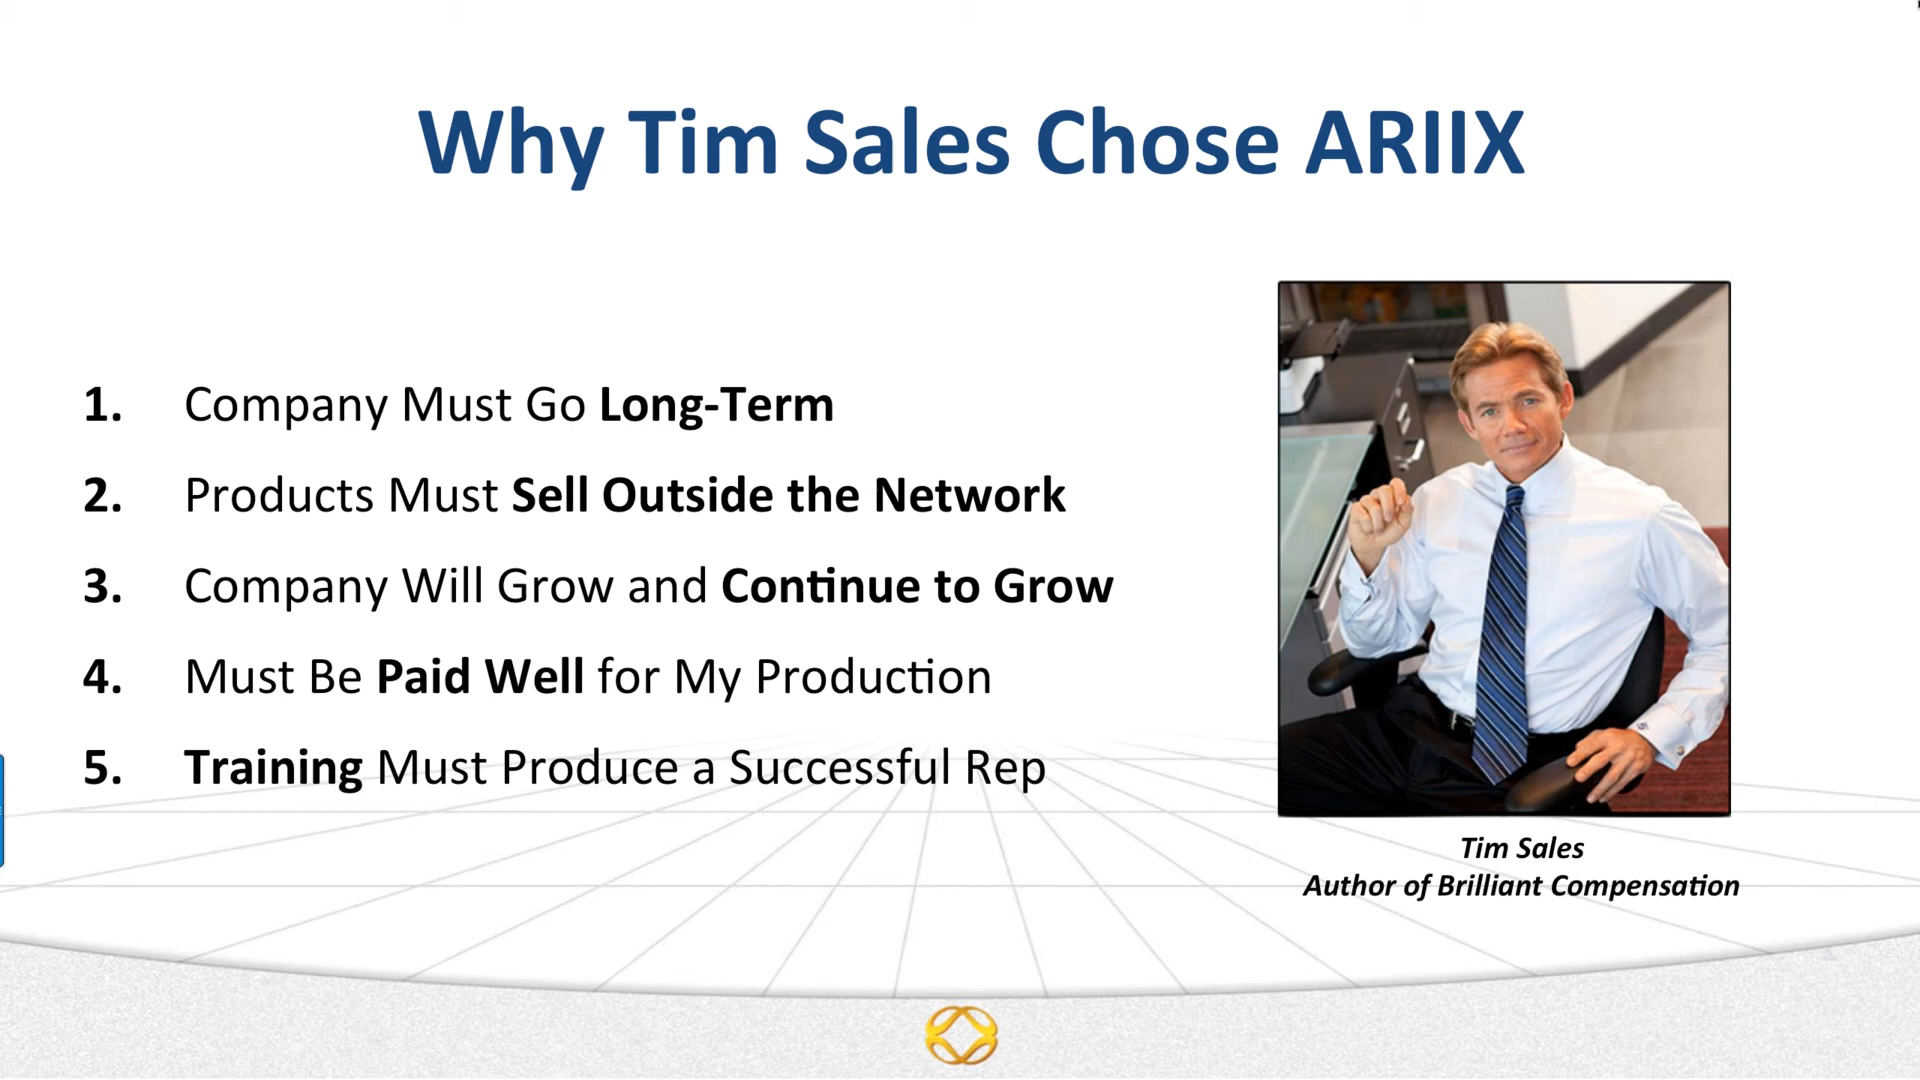 Why Tim Sales Chose ARIIX
1. Company Must Go Long-Term
2. Products Must Sell Outside the Network
3. Company Will Grow and Continue to Grow
4. Must Be Paid Well for My Production
5. Training Must Produce a Successful Rep
Tim Sales
Author of Brilliant Compensation